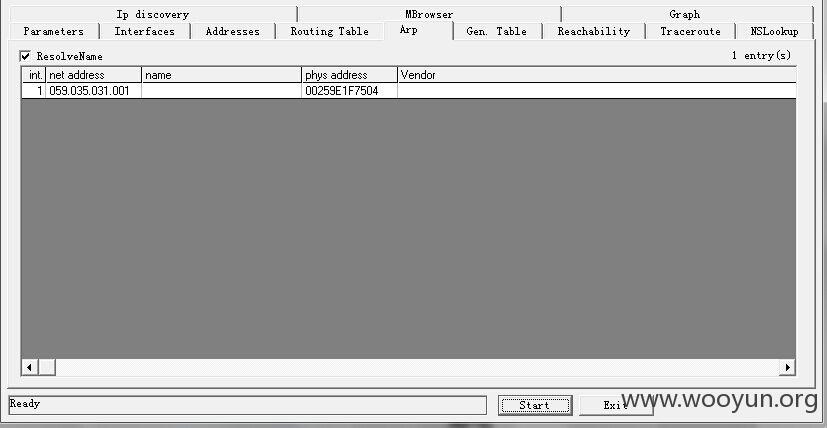 Ip discovery MBrowser Graph
Parameters Interfaces Addresses Routing Table Arp Gen. Table Reachability Traceroute NSLookup
ResolveName 1 entry(s)
int. net address name phys address Vendor
1 059.035.031.001 00259E1F7504
Ready Start Exit
www.wooyun.org